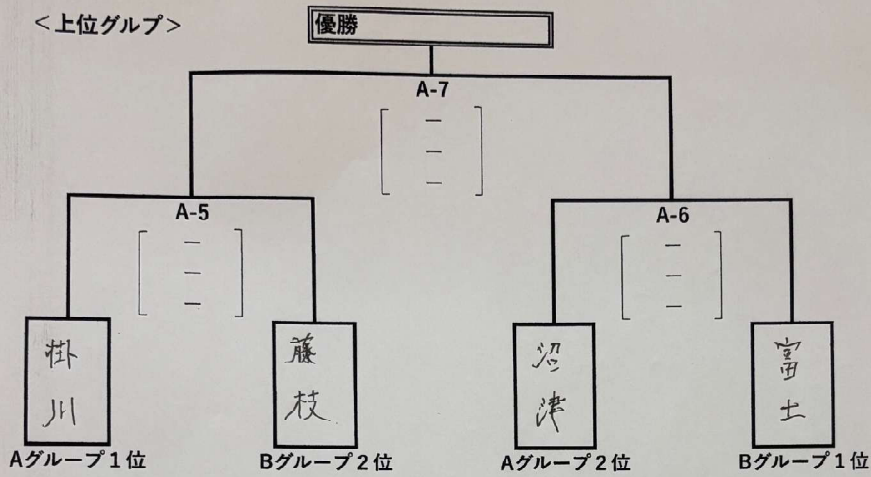 ＜上位グルプ＞
優勝
A-7
[ － ]
－
－
A-5
A-6
[ － ]
－
－
[ － ]
－
－
掛川
藤枝
沼津
富士
Aグループ１位
Bグループ２位
Aグループ２位
Bグループ１位